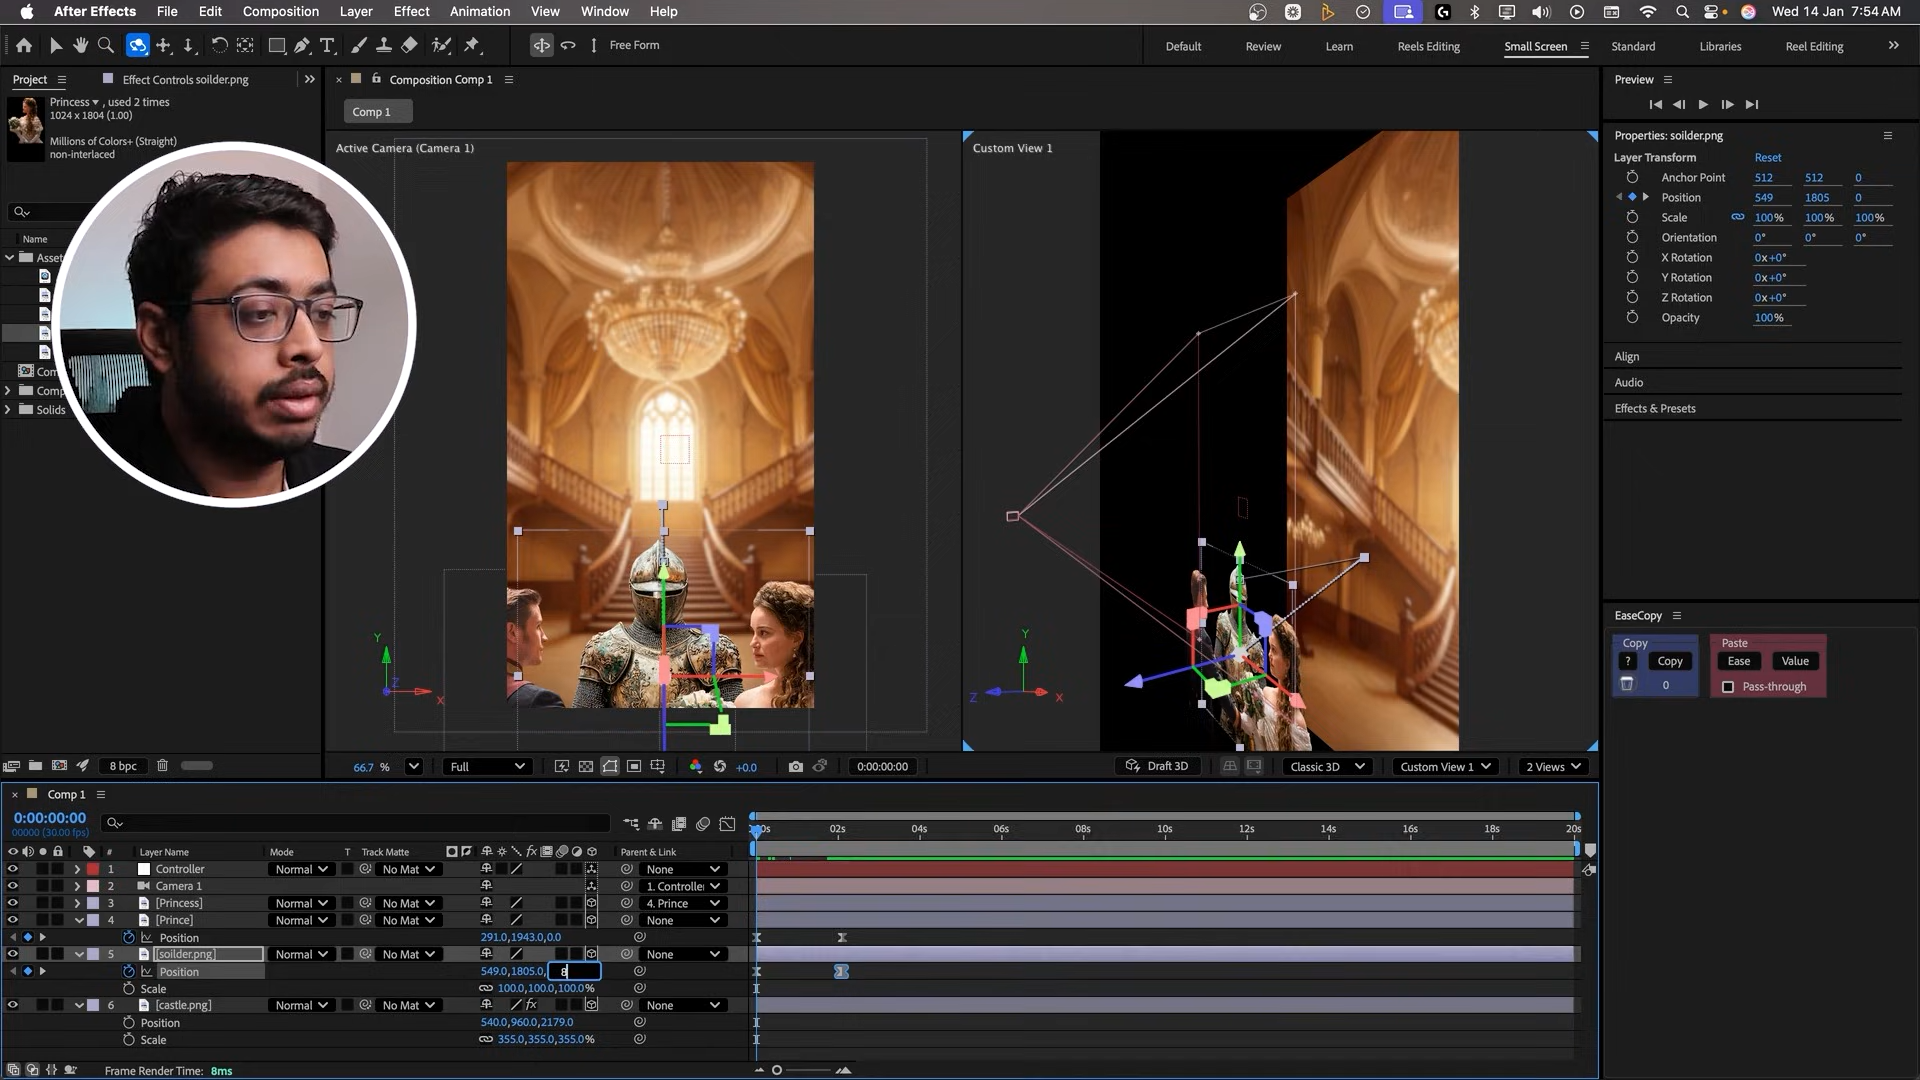 After Effects File Edit Composition Layer Effect Animation View Window Help Wed 14 Jan 7:54 AM
Free Form Default Review Learn Reels Editing Small Screen Standard Libraries Reel Editing
Project Effect Controls soilder.png Composition Comp 1 Preview
Princess , used 2 times
1024 x 1804 (1.00)
Millions of Colors+ (Straight)
non-interlaced
Comp 1
Active Camera (Camera 1) Custom View 1
Properties: soilder.png
Layer Transform Reset
Anchor Point 512 512 0
Position 549 1805 0
Scale 100% 100% 100%
Orientation 0° 0° 0°
X Rotation 0x+0°
Y Rotation 0x+0°
Z Rotation 0x+0°
Opacity 100%
Align
Audio
Effects & Presets
Name
Asset
Com
Comp
Solids
Y X Z
Y Z X
EaseCopy
Copy Paste
? Copy Ease Value
0 Pass-through
8 bpc 66.7 % Full +0.0 0:00:00:00 Draft 3D Classic 3D Custom View 1 2 Views
Comp 1
0:00:00:00
00000 (30.00 fps)
00s 02s 04s 06s 08s 10s 12s 14s 16s 18s 20s
# Layer Name Mode T Track Matte fx Parent & Link
1 Controller Normal No Mat None
2 Camera 1 1. Controller
3 [Princess] Normal No Mat 4. Prince
4 [Prince] Normal No Mat None
Position 291.0,1943.0,0.0
5 [soilder.png] Normal No Mat None
Position 549.0,1805.0, 8
Scale 100.0,100.0,100.0%
6 [castle.png] Normal No Mat fx None
Position 540.0,960.0,2179.0
Scale 355.0,355.0,355.0%
Frame Render Time: 8ms